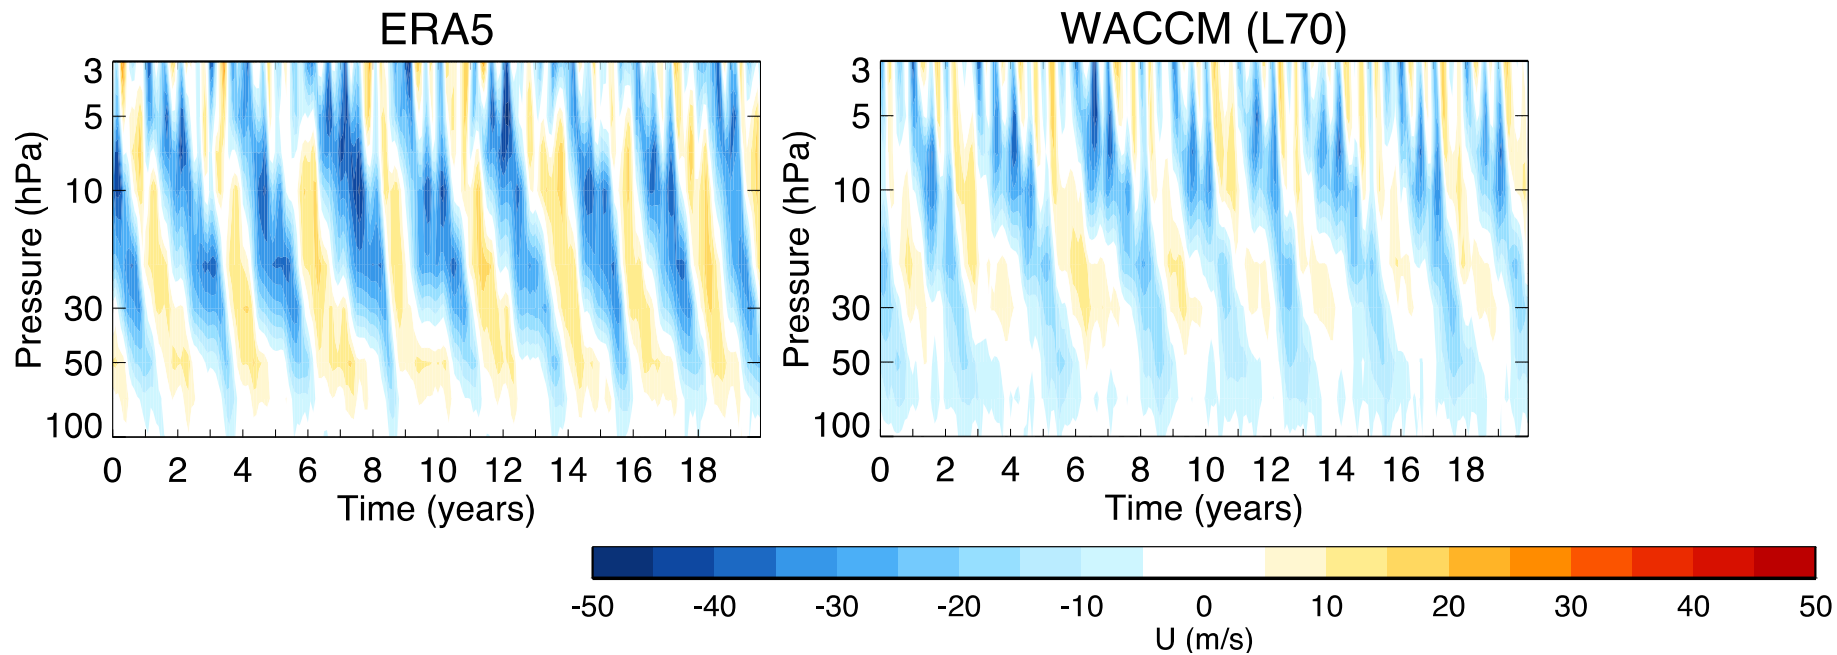 ERA5
WACCM (L70)
Pressure (hPa)
3
5
10
30
50
100
0 2 4 6 8 10 12 14 16 18
Time (years)
Pressure (hPa)
3
5
10
30
50
100
0 2 4 6 8 10 12 14 16 18
Time (years)
-50 -40 -30 -20 -10 0 10 20 30 40 50
U (m/s)